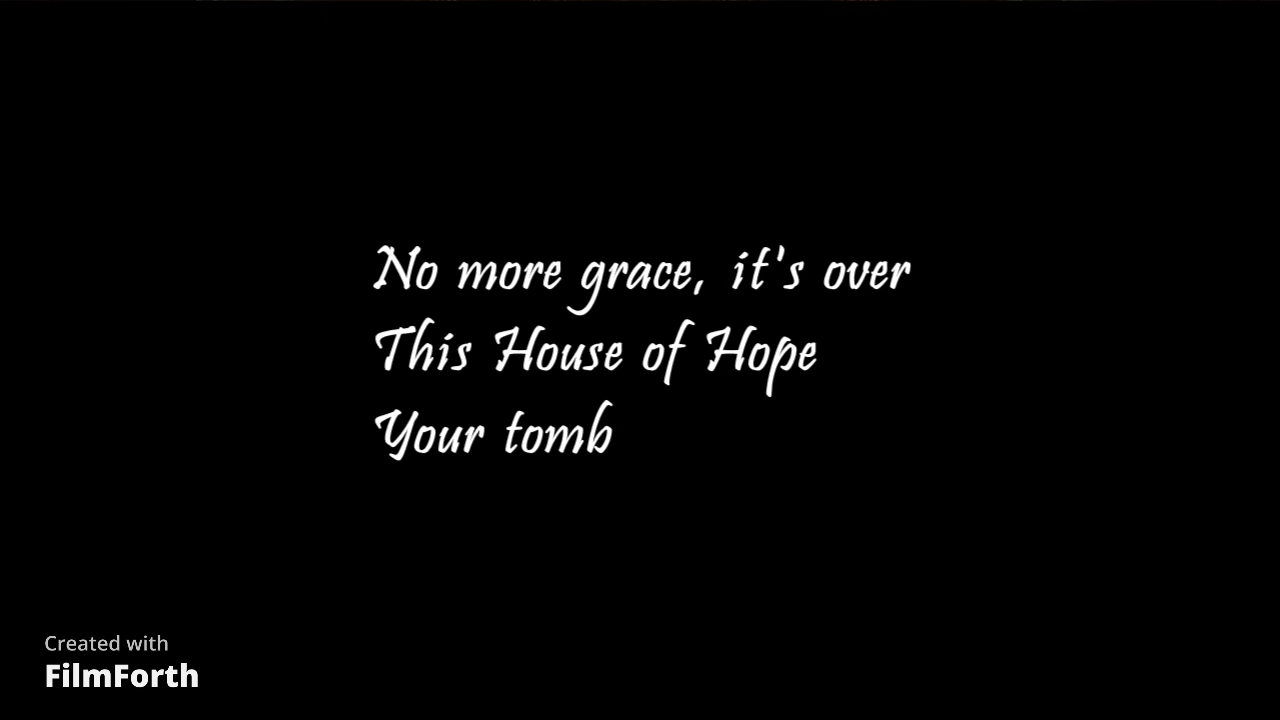 No more grace, it's over
This House of Hope
Your tomb
Created with
FilmForth